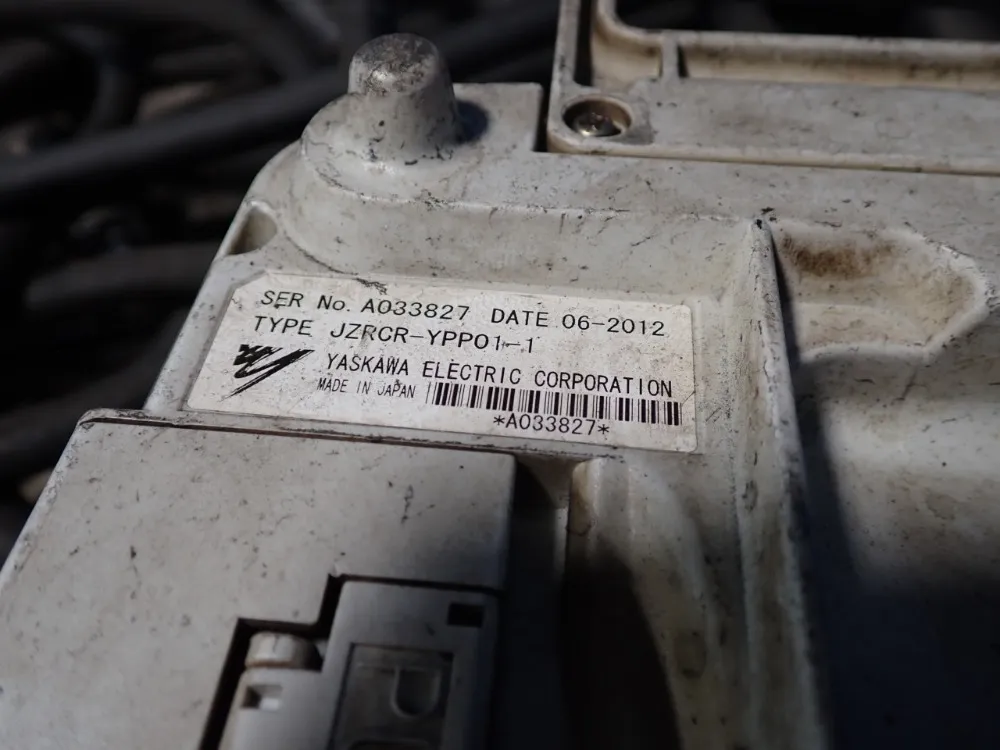 SER No. A033827 DATE 06-2012
TYPE JZRCR-YPP01-1
YASKAWA ELECTRIC CORPORATION
MADE IN JAPAN
*A033827*